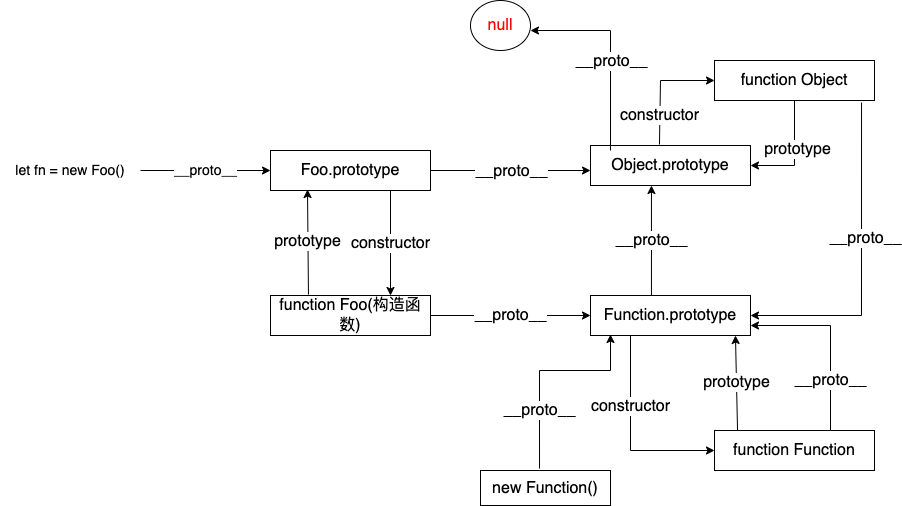 null
__proto__
function Object
constructor
prototype
let fn = new Foo()
__proto__
Foo.prototype
__proto__
Object.prototype
prototype
constructor
__proto__
__proto__
function Foo(构造函
数)
__proto__
Function.prototype
prototype
__proto__
__proto__
constructor
function Function
new Function()